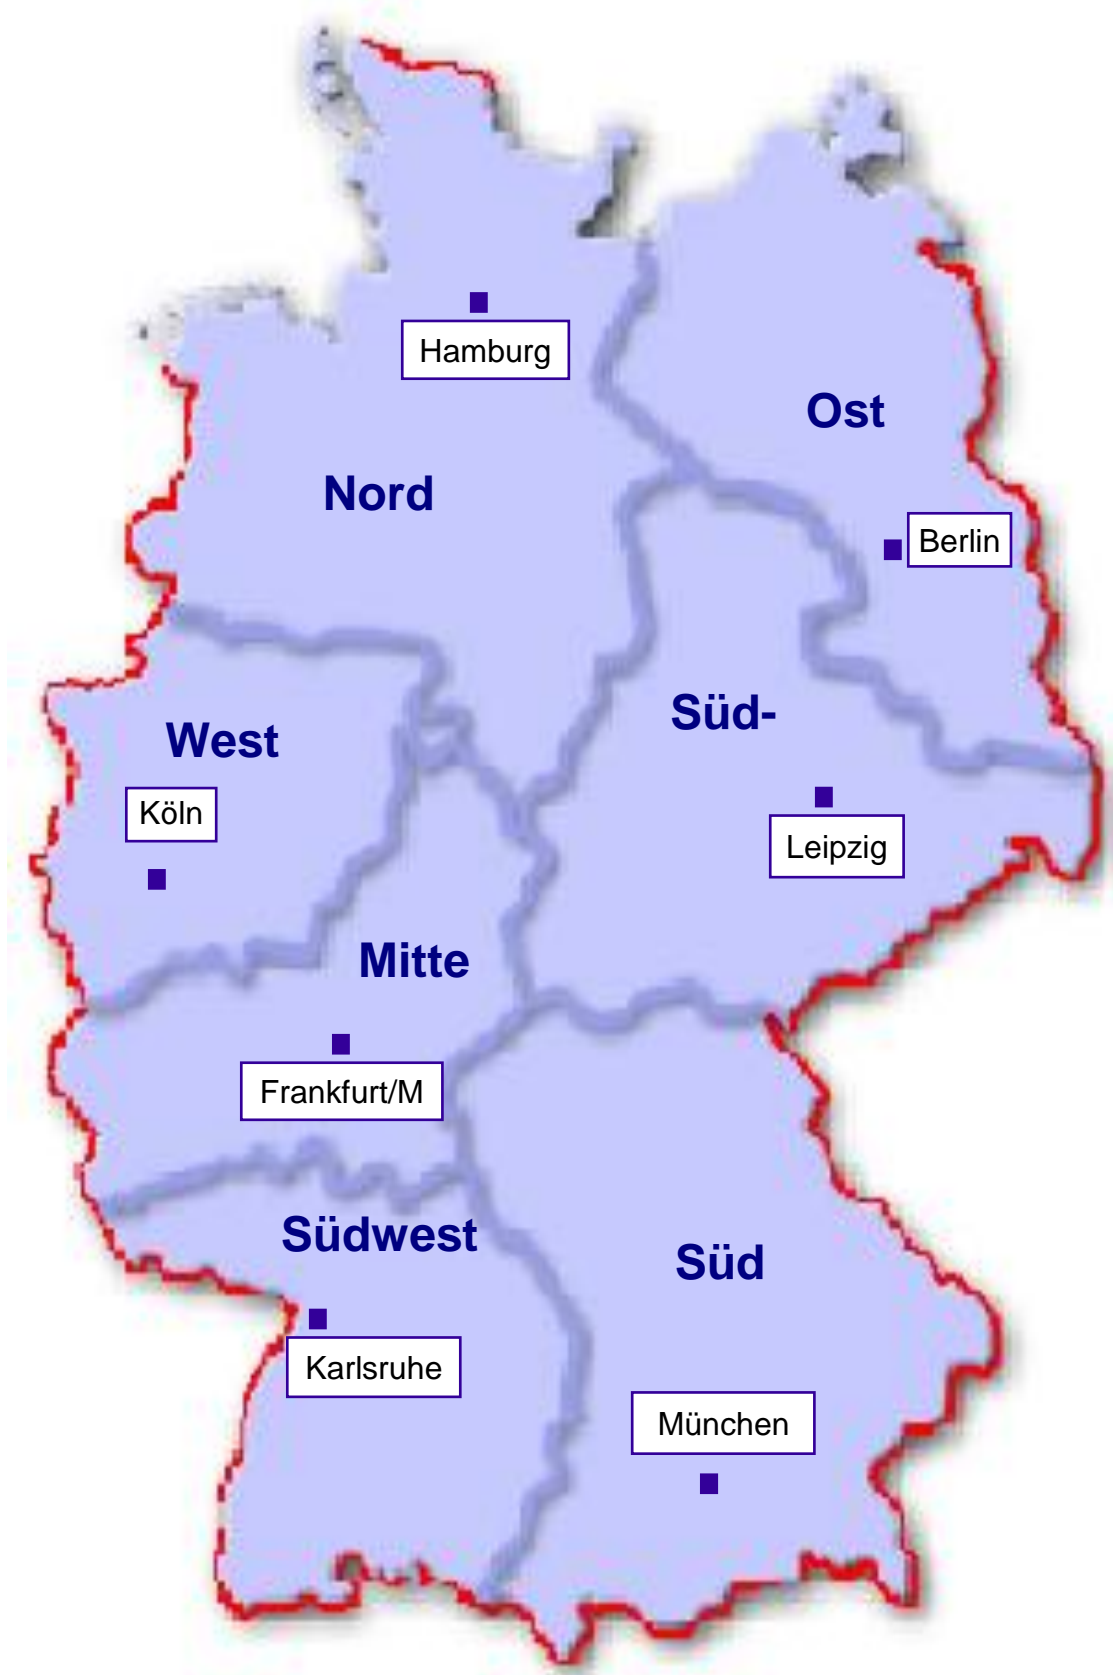 Hamburg
Ost
Nord
Berlin
Süd-
West
Köln
Leipzig
Mitte
Frankfurt/M
Südwest
Süd
Karlsruhe
München